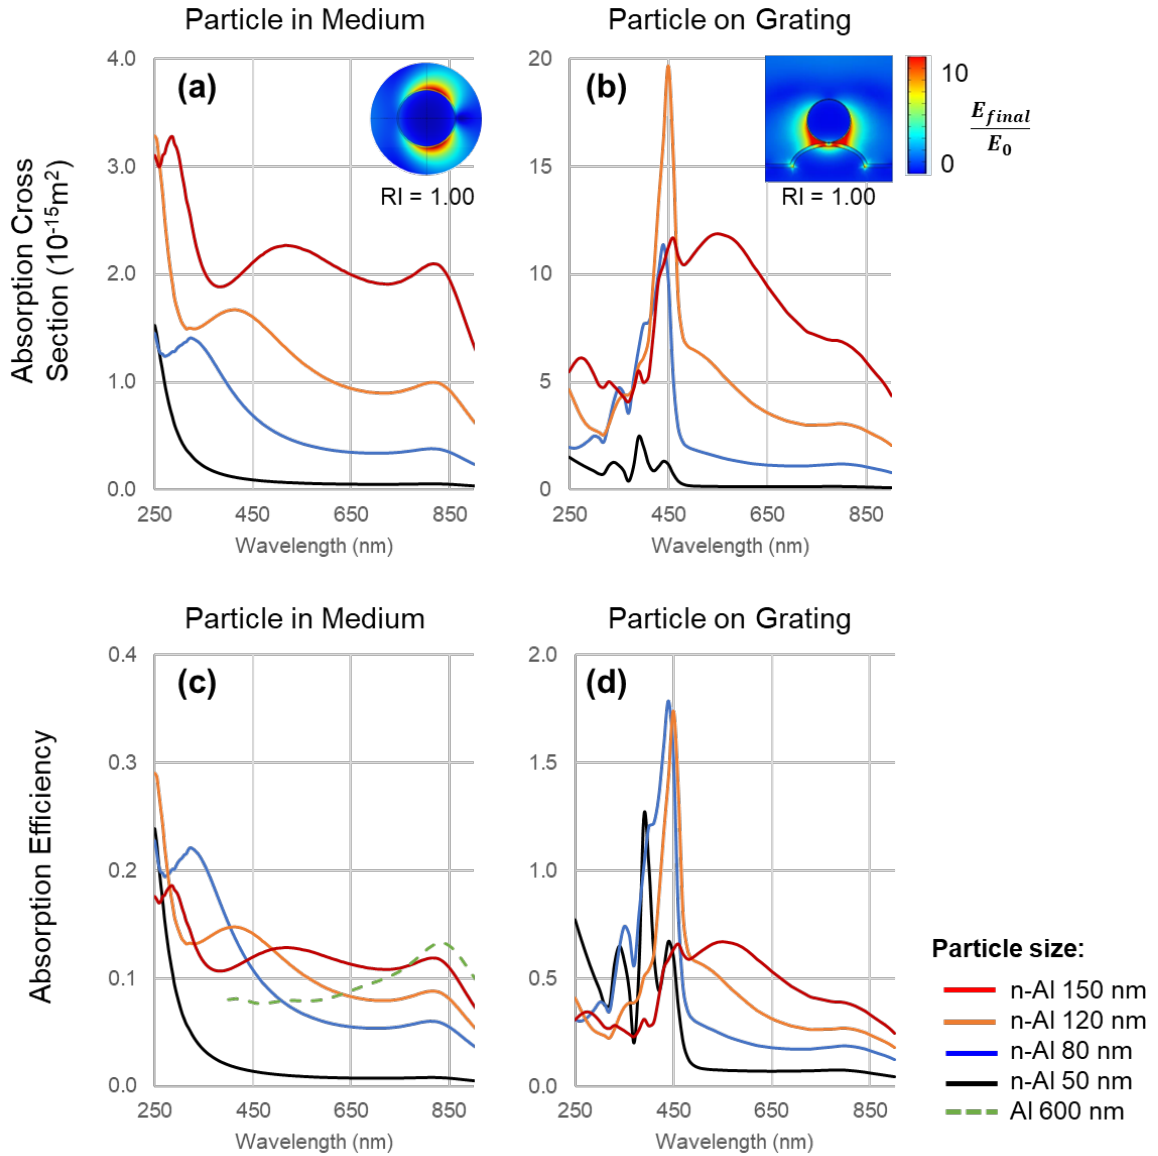 Particle in Medium
Particle on Grating
Absorption Cross
Section (10⁻¹⁵m²)
4.0
3.0
2.0
1.0
0.0
(a)
RI = 1.00
250 450 650 850
Wavelength (nm)
20
15
10
5
0
(b)
RI = 1.00
10
0
E_final
E_0
250 450 650 850
Wavelength (nm)
Particle in Medium
Particle on Grating
Absorption Efficiency
0.4
0.3
0.2
0.1
0.0
(c)
250 450 650 850
Wavelength (nm)
2.0
1.5
1.0
0.5
0.0
(d)
250 450 650 850
Wavelength (nm)
Particle size:
n-Al 150 nm
n-Al 120 nm
n-Al 80 nm
n-Al 50 nm
Al 600 nm